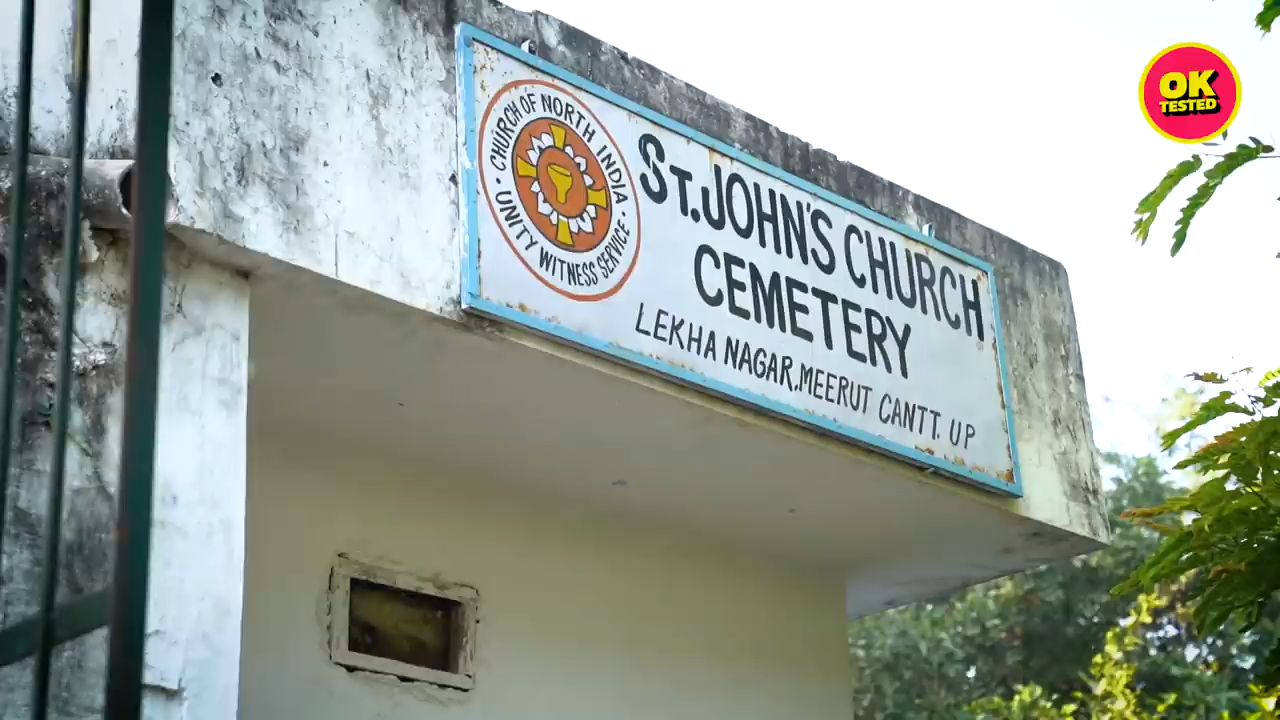 CHURCH OF NORTH INDIA
· UNITY WITNESS SERVICE ·
ST. JOHN'S CHURCH
CEMETERY
LEKHA NAGAR, MEERUT CANTT. UP
OK
TESTED